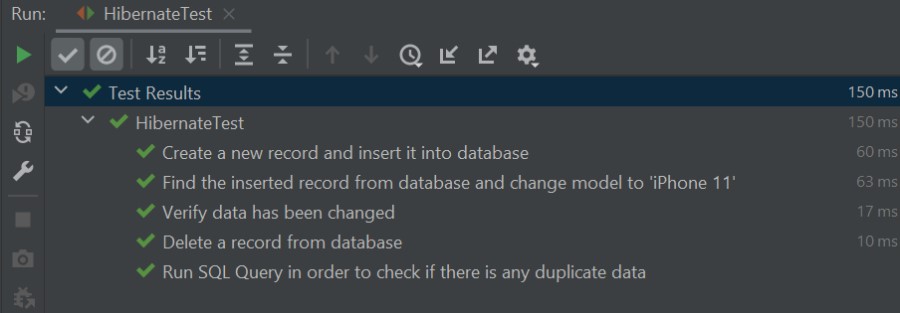 Run: HibernateTest ×
Test Results 150 ms
HibernateTest 150 ms
Create a new record and insert it into database 60 ms
Find the inserted record from database and change model to 'iPhone 11' 63 ms
Verify data has been changed 17 ms
Delete a record from database 10 ms
Run SQL Query in order to check if there is any duplicate data